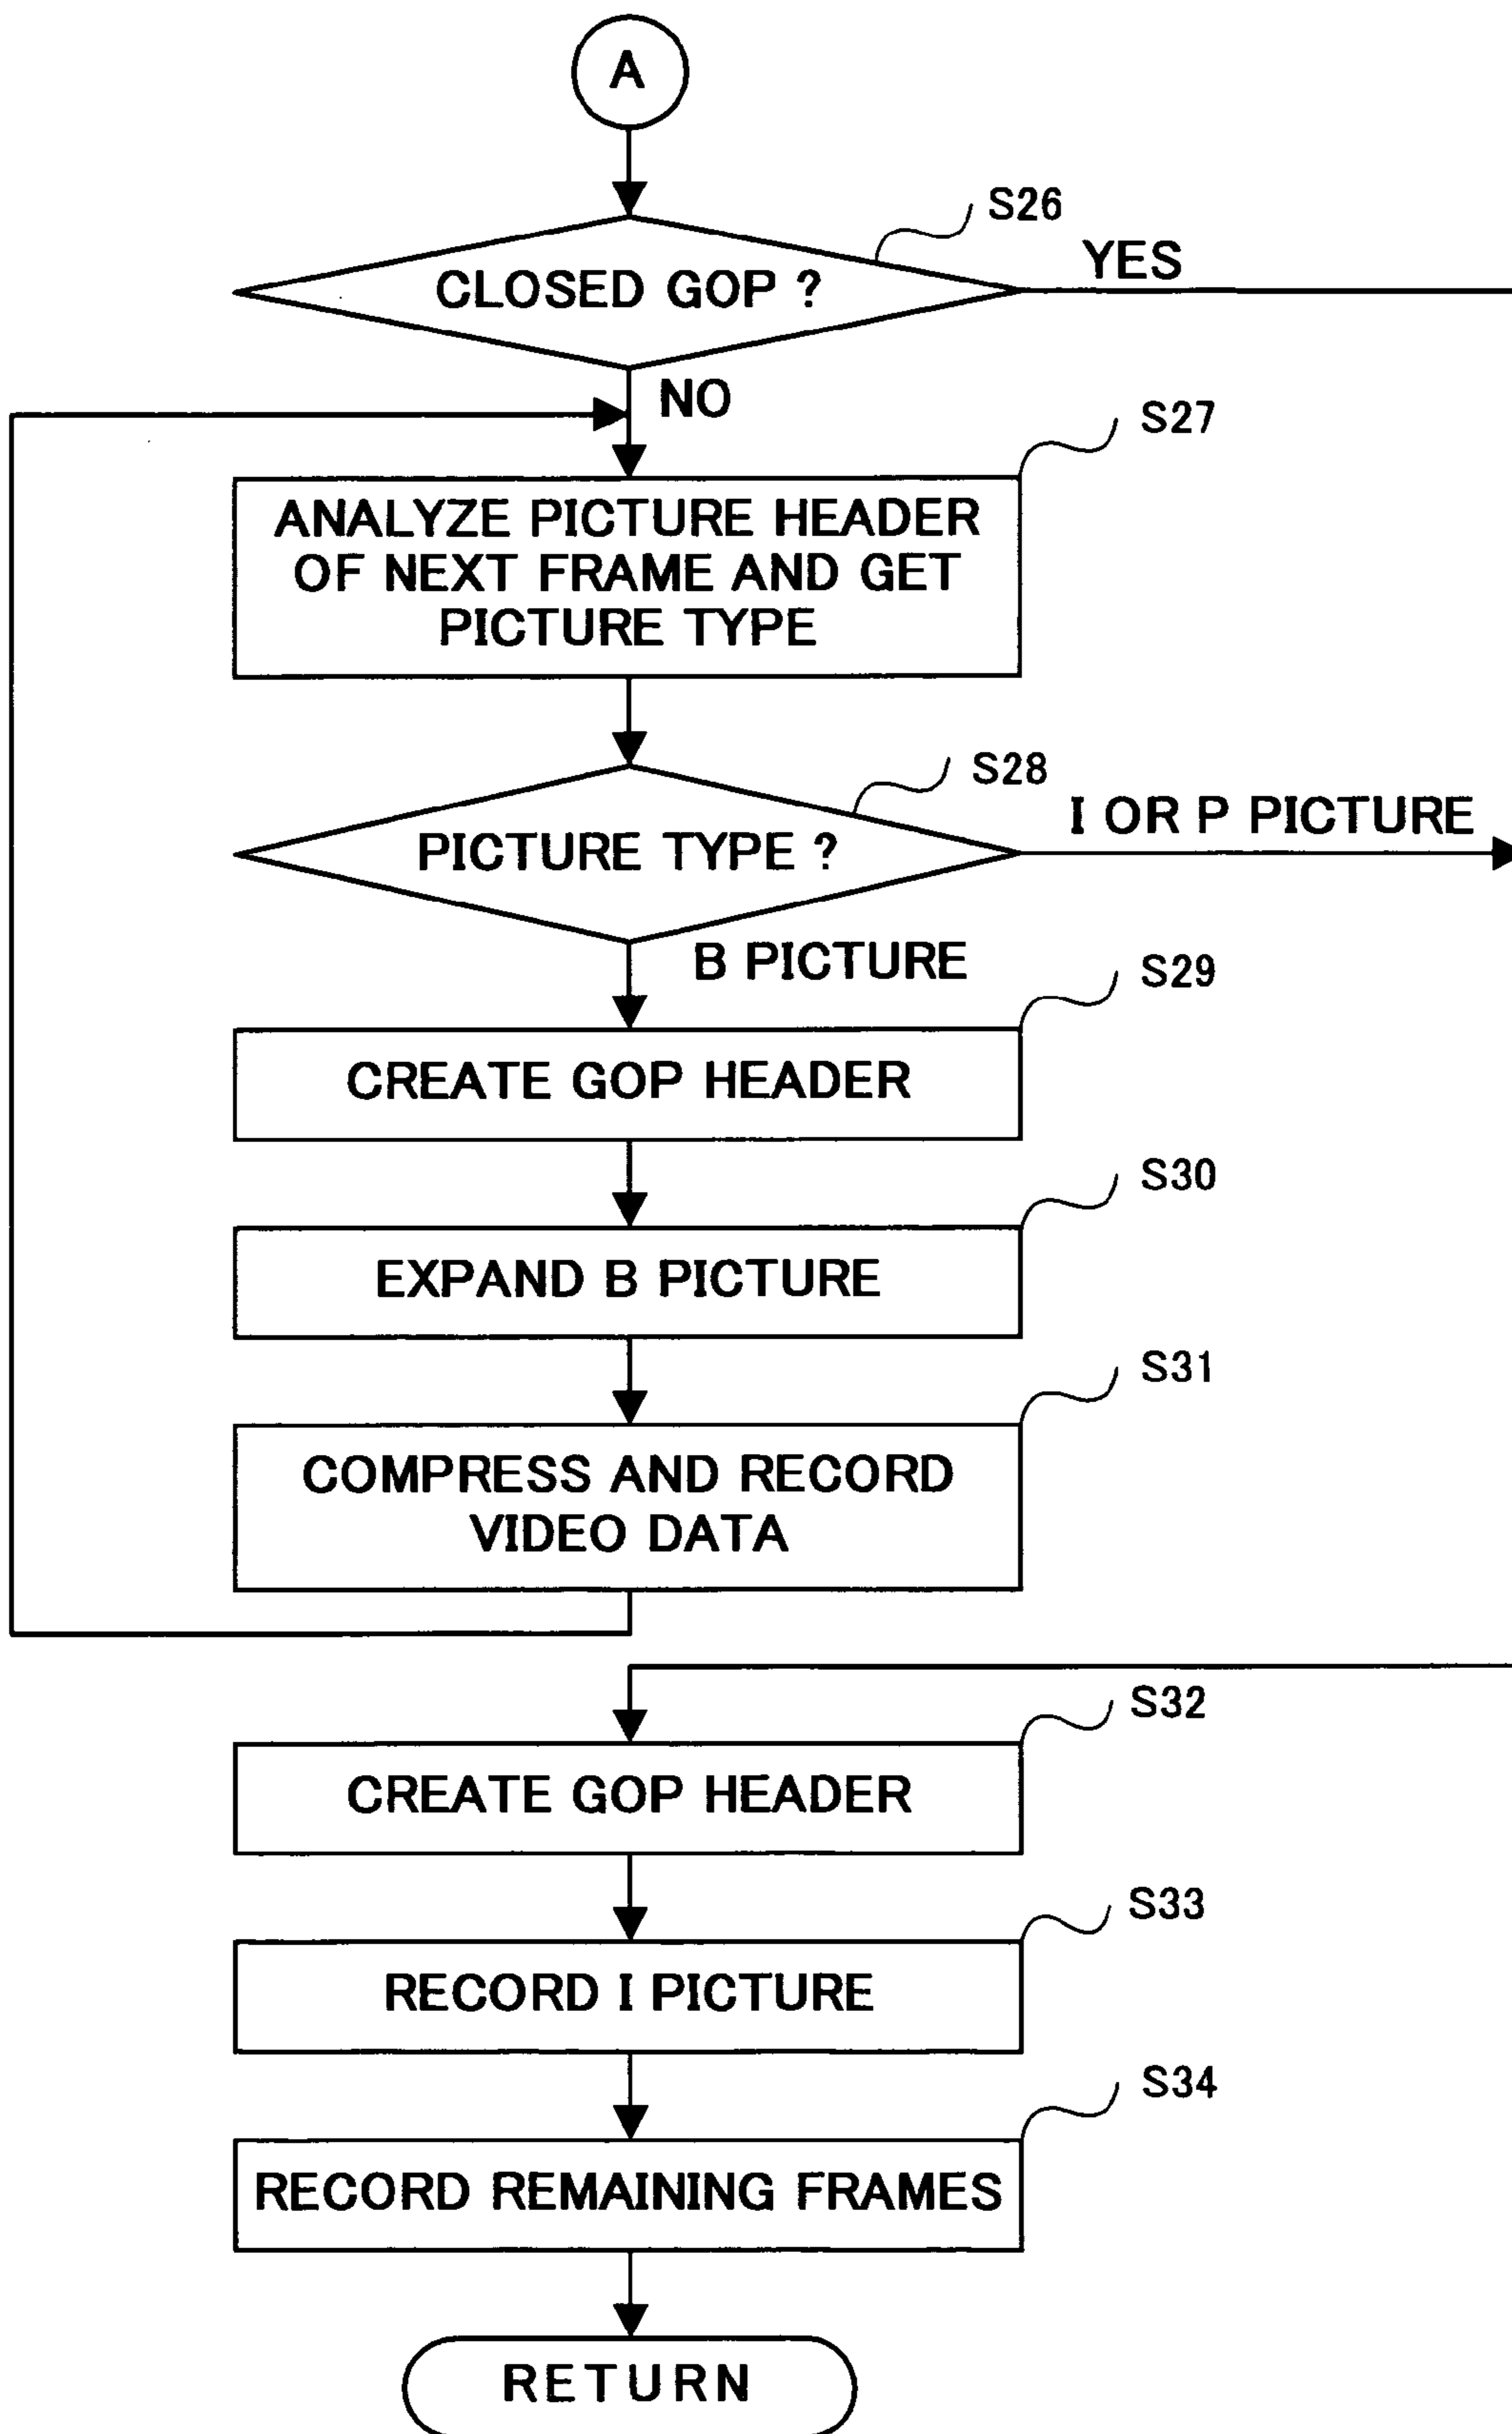 A
S26
CLOSED GOP ?
YES
NO
S27
ANALYZE PICTURE HEADER
OF NEXT FRAME AND GET
PICTURE TYPE
S28
PICTURE TYPE ?
I OR P PICTURE
B PICTURE
S29
CREATE GOP HEADER
S30
EXPAND B PICTURE
S31
COMPRESS AND RECORD
VIDEO DATA
S32
CREATE GOP HEADER
S33
RECORD I PICTURE
S34
RECORD REMAINING FRAMES
RETURN